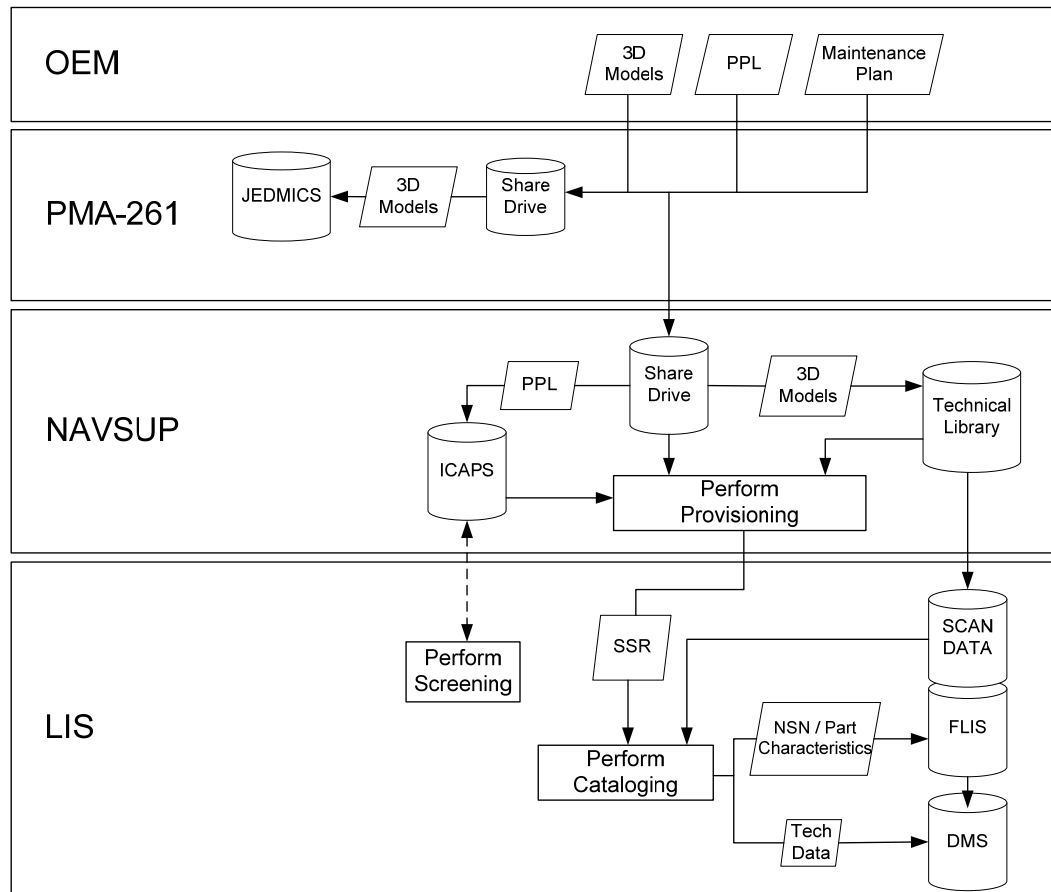 OEM
3D
Models
PPL
Maintenance
Plan
PMA-261
JEDMICS
3D
Models
Share
Drive
NAVSUP
PPL
Share
Drive
3D
Models
Technical
Library
ICAPS
Perform
Provisioning
LIS
Perform
Screening
SSR
SCAN
DATA
Perform
Cataloging
NSN / Part
Characteristics
FLIS
Tech
Data
DMS